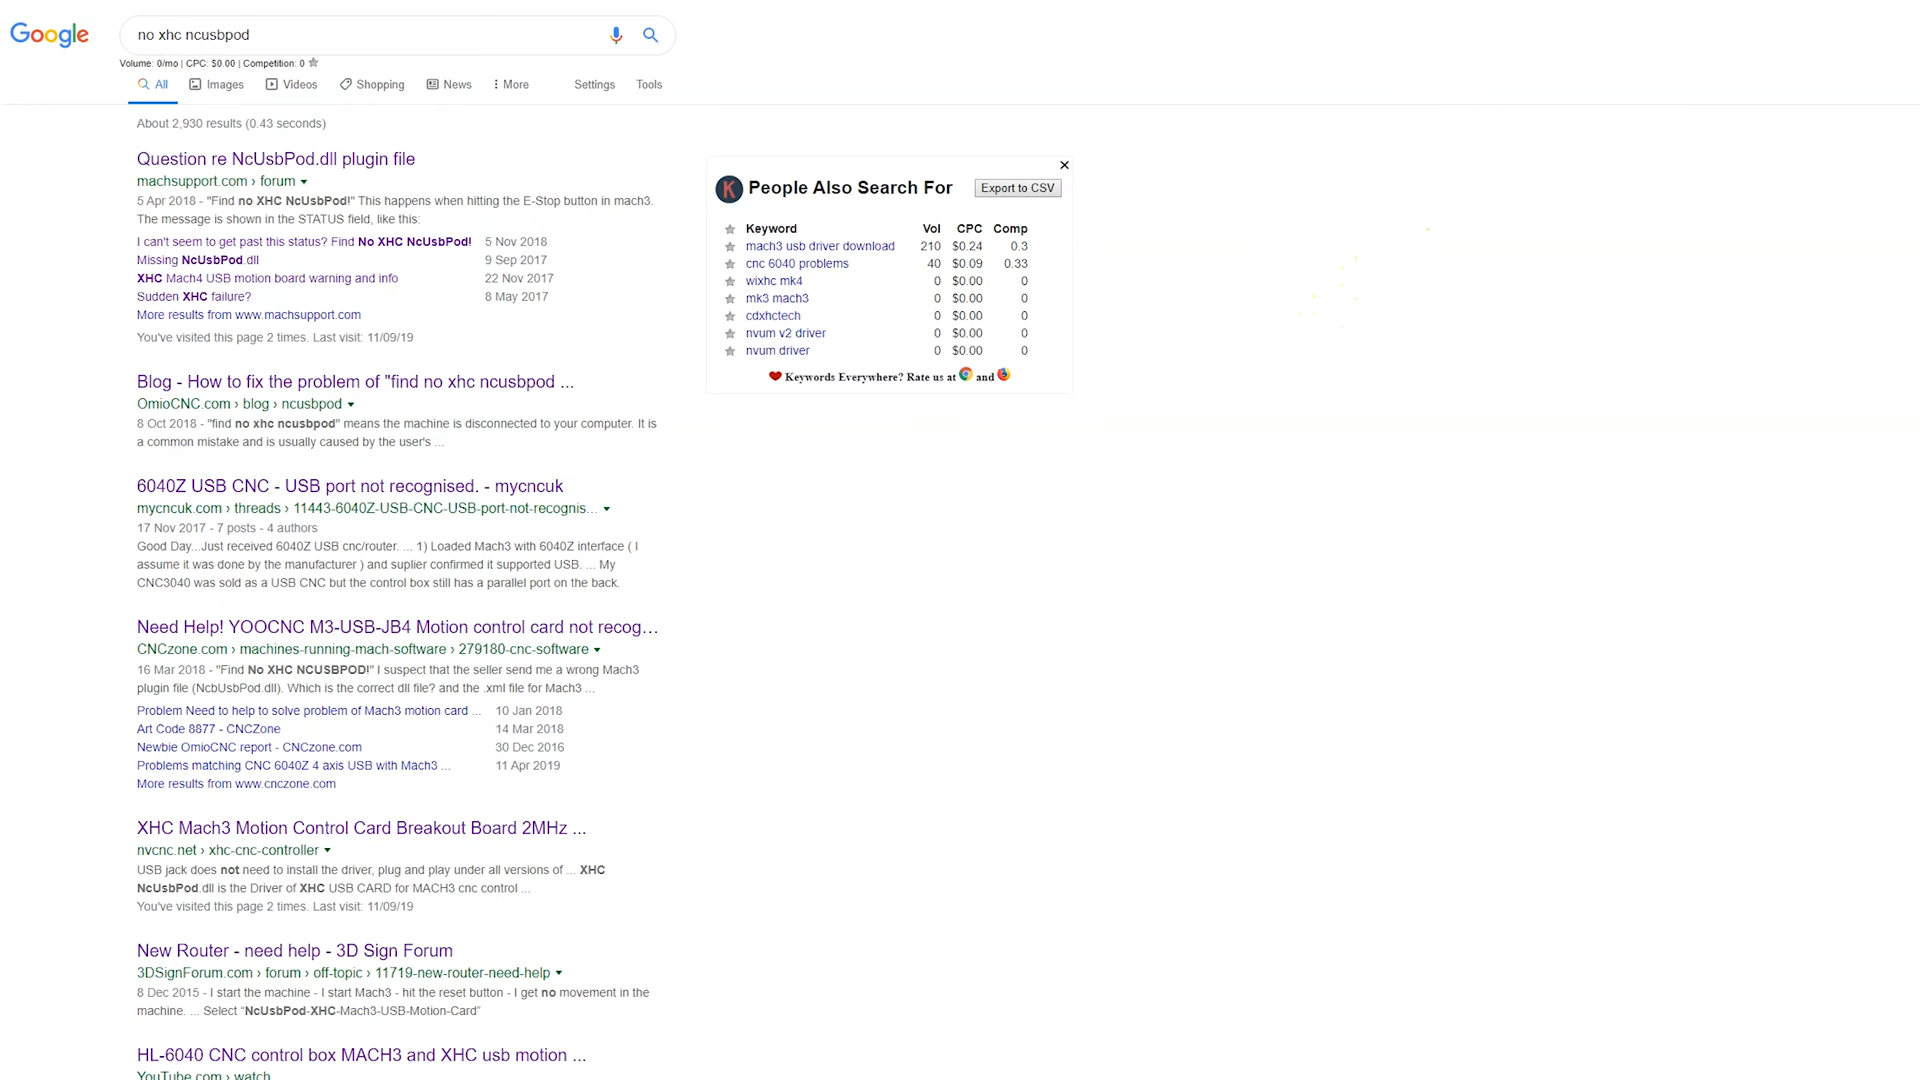 Google
no xhc ncusbpod
Volume: 0/mo | CPC: $0.00 | Competition: 0
All Images Videos Shopping News More Settings Tools
About 2,930 results (0.43 seconds)
Question re NcUsbPod.dll plugin file
machsupport.com › forum
5 Apr 2018 - "Find no XHC NcUsbPod!" This happens when hitting the E-Stop button in mach3.
The message is shown in the STATUS field, like this:
I can't seem to get past this status? Find No XHC NcUsbPod! 5 Nov 2018
Missing NcUsbPod.dll 9 Sep 2017
XHC Mach4 USB motion board warning and info 22 Nov 2017
Sudden XHC failure? 8 May 2017
More results from www.machsupport.com
You've visited this page 2 times. Last visit: 11/09/19
Blog - How to fix the problem of "find no xhc ncusbpod ...
OmioCNC.com › blog › ncusbpod
8 Oct 2018 - "find no xhc ncusbpod" means the machine is disconnected to your computer. It is
a common mistake and is usually caused by the user's ...
6040Z USB CNC - USB port not recognised. - mycncuk
mycncuk.com › threads › 11443-6040Z-USB-CNC-USB-port-not-recognis...
17 Nov 2017 - 7 posts - 4 authors
Good Day...Just received 6040Z USB cnc/router. ... 1) Loaded Mach3 with 6040Z interface ( I
assume it was done by the manufacturer ) and suplier confirmed it supported USB. ... My
CNC3040 was sold as a USB CNC but the control box still has a parallel port on the back.
Need Help! YOOCNC M3-USB-JB4 Motion control card not recog...
CNCzone.com › machines-running-mach-software › 279180-cnc-software
16 Mar 2018 - "Find No XHC NCUSBPOD!" I suspect that the seller send me a wrong Mach3
plugin file (NcbUsbPod.dll). Which is the correct dll file? and the .xml file for Mach3 ...
Problem Need to help to solve problem of Mach3 motion card ... 10 Jan 2018
Art Code 8877 - CNCZone 14 Mar 2018
Newbie OmioCNC report - CNCzone.com 30 Dec 2016
Problems matching CNC 6040Z 4 axis USB with Mach3 ... 11 Apr 2019
More results from www.cnczone.com
XHC Mach3 Motion Control Card Breakout Board 2MHz ...
nvcnc.net › xhc-cnc-controller
USB jack does not need to install the driver, plug and play under all versions of ... XHC
NcUsbPod.dll is the Driver of XHC USB CARD for MACH3 cnc control ...
You've visited this page 2 times. Last visit: 11/09/19
New Router - need help - 3D Sign Forum
3DSignForum.com › forum › off-topic › 11719-new-router-need-help
8 Dec 2015 - I start the machine - I start Mach3 - hit the reset button - I get no movement in the
machine. ... Select “NcUsbPod-XHC-Mach3-USB-Motion-Card”
HL-6040 CNC control box MACH3 and XHC usb motion ...
YouTube.com › watch
K People Also Search For Export to CSV
Keyword Vol CPC Comp
mach3 usb driver download 210 $0.24 0.3
cnc 6040 problems 40 $0.09 0.33
wixhc mk4 0 $0.00 0
mk3 mach3 0 $0.00 0
cdxhctech 0 $0.00 0
nvum v2 driver 0 $0.00 0
nvum driver 0 $0.00 0
Keywords Everywhere? Rate us at and